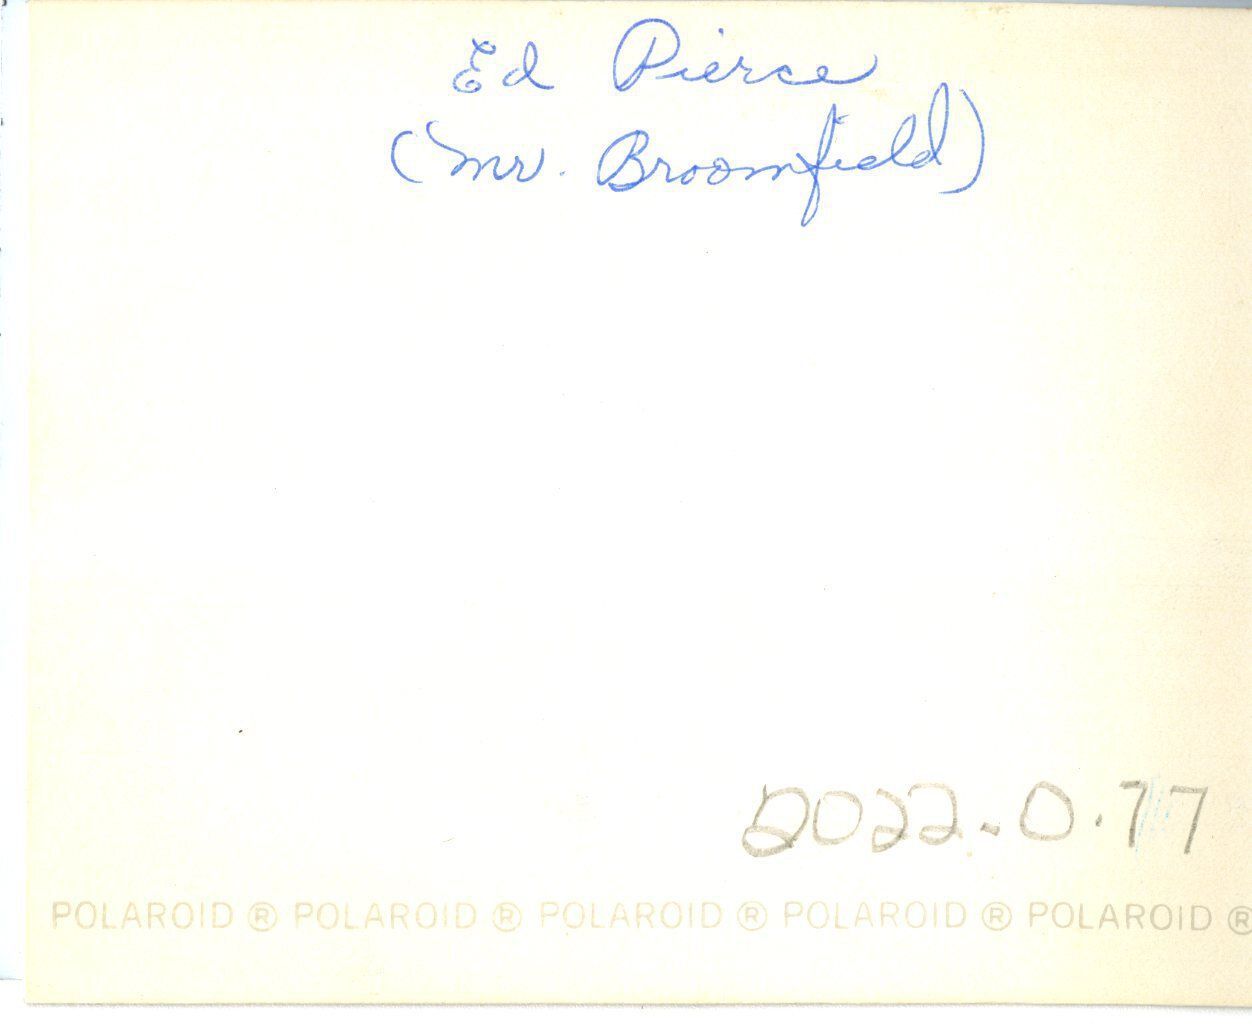 Ed Pierce
(Mr. Broomfield)
2022.0.77
POLAROID ® POLAROID ® POLAROID ® POLAROID ® POLAROID ®